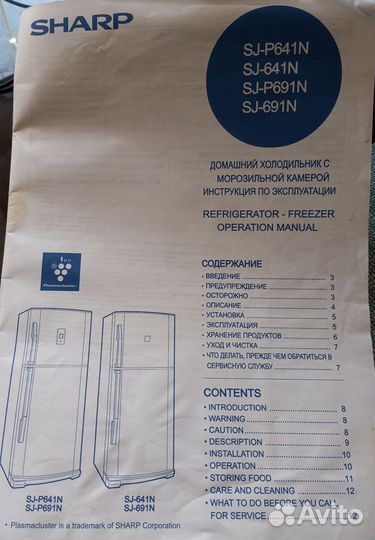 SHARP
SJ-P641N
SJ-641N
SJ-P691N
SJ-691N
ДОМАШНИЙ ХОЛОДИЛЬНИК С
МОРОЗИЛЬНОЙ КАМЕРОЙ
ИНСТРУКЦИЯ ПО ЭКСПЛУАТАЦИИ
REFRIGERATOR - FREEZER
OPERATION MANUAL
Ion
Plasmacluster
СОДЕРЖАНИЕ
• ВВЕДЕНИЕ 3
• ПРЕДУПРЕЖДЕНИЕ 3
• ОСТОРОЖНО 3
• ОПИСАНИЕ 4
• УСТАНОВКА 5
• ЭКСПЛУАТАЦИЯ 5
• ХРАНЕНИЕ ПРОДУКТОВ 6
• УХОД И ЧИСТКА 7
• ЧТО ДЕЛАТЬ, ПРЕЖДЕ ЧЕМ ОБРАТИТЬСЯ В
СЕРВИСНУЮ СЛУЖБУ 7
CONTENTS
• INTRODUCTION 8
• WARNING 8
• CAUTION 8
• DESCRIPTION 9
• INSTALLATION 10
• OPERATION 10
• STORING FOOD 11
• CARE AND CLEANING 12
• WHAT TO DO BEFORE YOU CALL
FOR SERVICE 12
SJ-P641N
SJ-P691N
SJ-641N
SJ-691N
• Plasmacluster is a trademark of SHARP Corporation
Avito